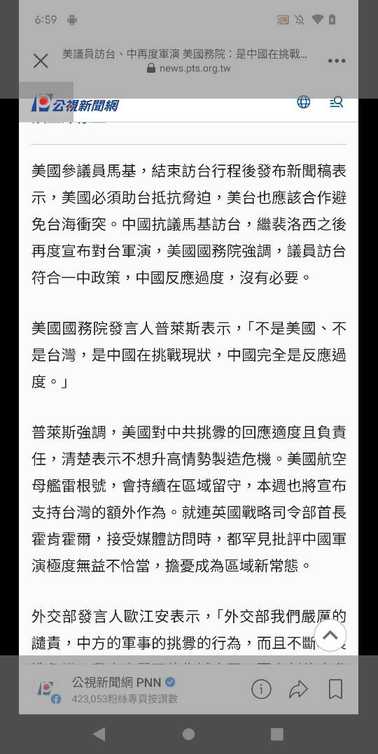 6:59
美議員訪台、中再度軍演 美國務院：是中國在挑戰...
news.pts.org.tw
公視新聞網
美國參議員馬基，結束訪台行程後發布新聞稿表
示，美國必須助台抵抗脅迫，美台也應該合作避
免台海衝突。中國抗議馬基訪台，繼裴洛西之後
再度宣布對台軍演，美國國務院強調，議員訪台
符合一中政策，中國反應過度，沒有必要。
美國國務院發言人普萊斯表示，「不是美國、不
是台灣，是中國在挑戰現狀，中國完全是反應過
度。」
普萊斯強調，美國對中共挑釁的回應適度且負責
任，清楚表示不想升高情勢製造危機。美國航空
母艦雷根號，會持續在區域留守，本週也將宣布
支持台灣的額外作為。就連英國戰略司令部首長
霍肯霍爾，接受媒體訪問時，都罕見批評中國軍
演極度無益不恰當，擔憂成為區域新常態。
外交部發言人歐江安表示，「外交部我們嚴厲的
譴責，中方的軍事的挑釁的行為，而且不斷
公視新聞網 PNN
423,053粉絲專頁按讚數